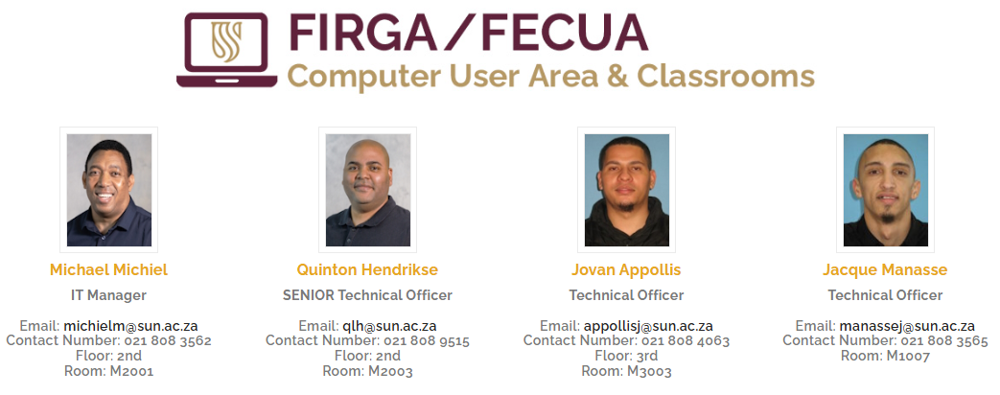 FIRGA/FECUA
Computer User Area & Classrooms
Michael Michiel
IT Manager
Email: michielm@sun.ac.za
Contact Number: 021 808 3562
Floor: 2nd
Room: M2001
Quinton Hendrikse
SENIOR Technical Officer
Email: qlh@sun.ac.za
Contact Number: 021 808 9515
Floor: 2nd
Room: M2003
Jovan Appollis
Technical Officer
Email: appollisj@sun.ac.za
Contact Number: 021 808 4063
Floor: 3rd
Room: M3003
Jacque Manasse
Technical Officer
Email: manassej@sun.ac.za
Contact Number: 021 808 3565
Room: M1007